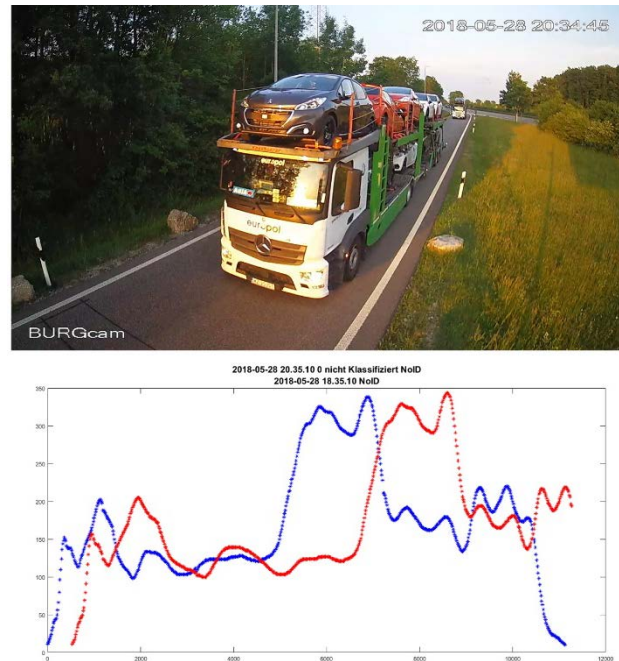 2018-05-28 20:34:45
europol
europol
BURGcam
2018-05-28 20.35.10 0 nicht Klassifiziert NoID
2018-05-28 18.35.10 NoID
350
300
250
200
150
100
50
0
0 2000 4000 6000 8000 10000 12000